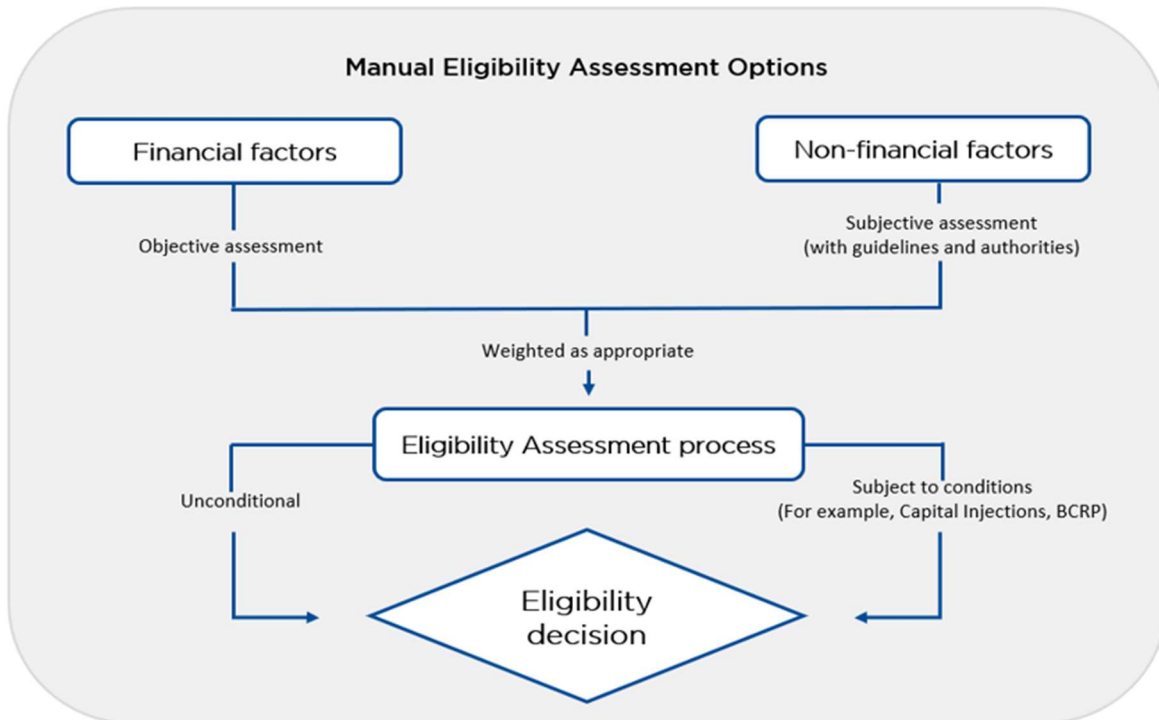 Manual Eligibility Assessment Options
Financial factors
Non-financial factors
Objective assessment
Subjective assessment
(with guidelines and authorities)
Weighted as appropriate
Eligibility Assessment process
Unconditional
Subject to conditions
(For example, Capital Injections, BCRP)
Eligibility
decision